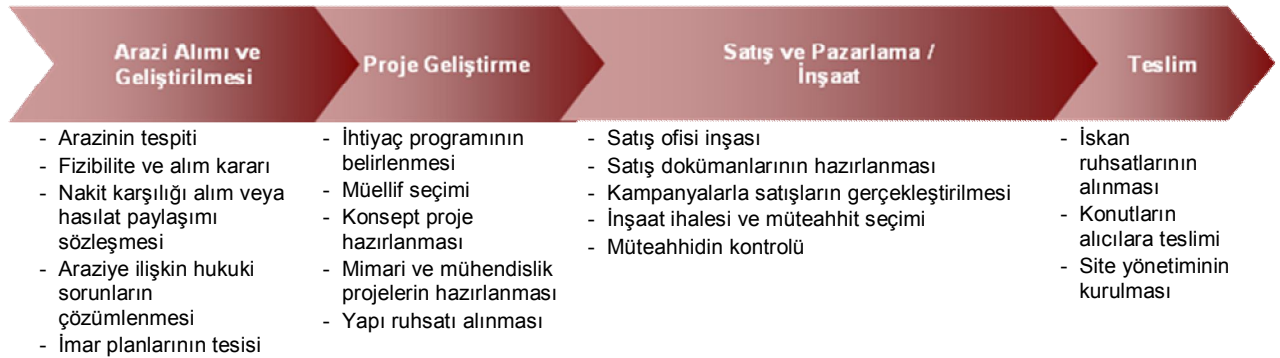 Arazi Alımı ve
Geliştirilmesi
- Arazinin tespiti
- Fizibilite ve alım kararı
- Nakit karşılığı alım veya
hasılat paylaşımı
sözleşmesi
- Araziye ilişkin hukuki
sorunların
çözümlenmesi
- İmar planlarının tesisi
Proje Geliştirme
- İhtiyaç programının
belirlenmesi
- Müellif seçimi
- Konsept proje
hazırlanması
- Mimari ve mühendislik
projelerin hazırlanması
- Yapı ruhsatı alınması
Satış ve Pazarlama /
İnşaat
- Satış ofisi inşası
- Satış dokümanlarının hazırlanması
- Kampanyalarla satışların gerçekleştirilmesi
- İnşaat ihalesi ve müteahhit seçimi
- Müteahhidin kontrolü
Teslim
- İskan
ruhsatlarının
alınması
- Konutların
alıcılara teslimi
- Site yönetiminin
kurulması